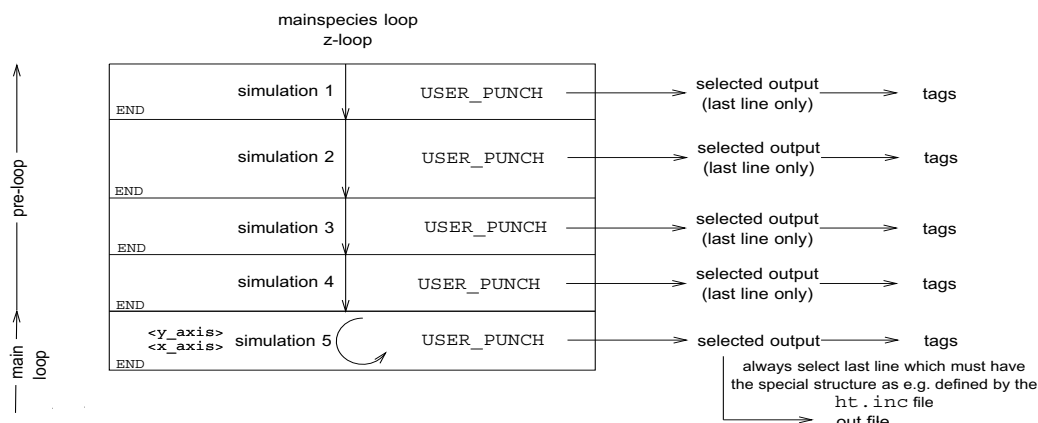 mainspecies loop
z-loop
pre-loop
simulation 1
USER_PUNCH
selected output
(last line only)
tags
END
simulation 2
USER_PUNCH
selected output
(last line only)
tags
END
simulation 3
USER_PUNCH
selected output
(last line only)
tags
END
simulation 4
USER_PUNCH
selected output
(last line only)
tags
END
main
loop
<y_axis>
<x_axis>
simulation 5
USER_PUNCH
selected output
tags
END
always select last line which must have
the special structure as e.g. defined by the
ht.inc file
out file